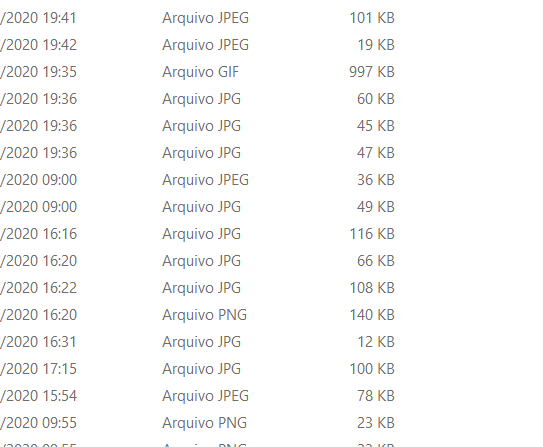 /2020 19:41 Arquivo JPEG 101 KB
/2020 19:42 Arquivo JPEG 19 KB
/2020 19:35 Arquivo GIF 997 KB
/2020 19:36 Arquivo JPG 60 KB
/2020 19:36 Arquivo JPG 45 KB
/2020 19:36 Arquivo JPG 47 KB
/2020 09:00 Arquivo JPEG 36 KB
/2020 09:00 Arquivo JPG 49 KB
/2020 16:16 Arquivo JPG 116 KB
/2020 16:20 Arquivo JPG 66 KB
/2020 16:22 Arquivo JPG 108 KB
/2020 16:20 Arquivo PNG 140 KB
/2020 16:31 Arquivo JPG 12 KB
/2020 17:15 Arquivo JPG 100 KB
/2020 15:54 Arquivo JPEG 78 KB
/2020 09:55 Arquivo PNG 23 KB